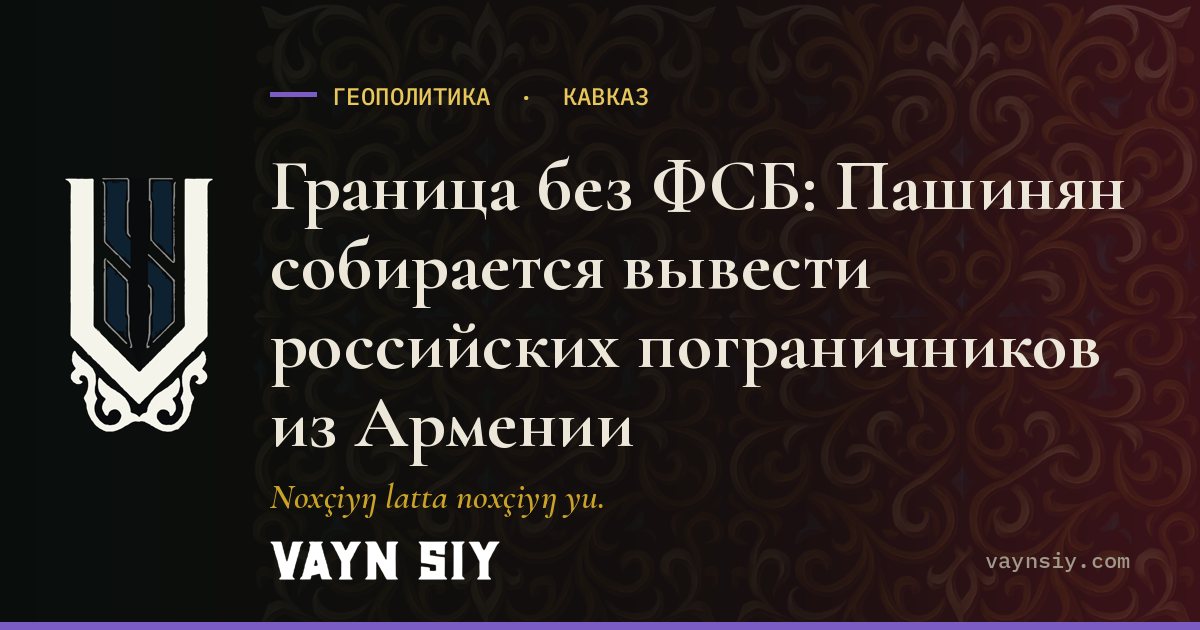 ГЕОПОЛИТИКА · КАВКАЗ
Граница без ФСБ: Пашинян
собирается вывести
российских пограничников
из Армении
Noxçiyŋ latta noxçiyŋ yu.
VAYN SIY
vaynsiy.com